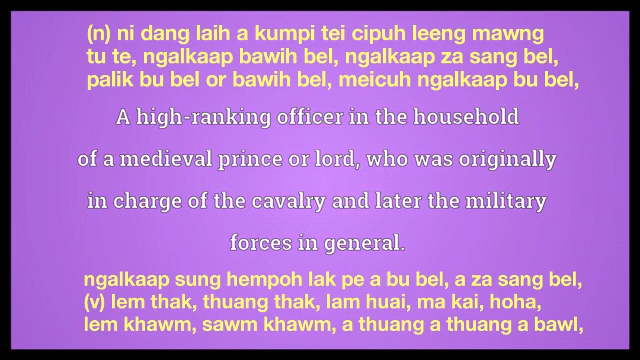 (n) ni dang laih a kumpi tei cipuh leeng mawng
tu te, ngalkaap bawih bel, ngalkaap za sang bel,
palik bu bel or bawih bel, meicuh ngalkaap bu bel,
A high-ranking officer in the household
of a medieval prince or lord, who was originally
in charge of the cavalry and later the military
forces in general.
ngalkaap sung hempoh lak pe a bu bel, a za sang bel,
(v) lem thak, thuang thak, lam huai, ma kai, hoha,
lem khawm, sawm khawm, a thuang a thuang a bawl,